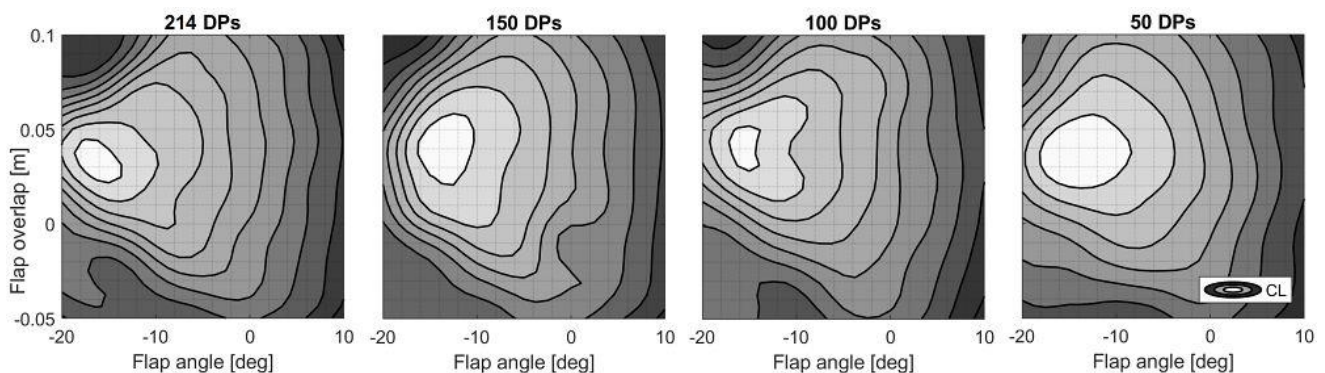 214 DPs 150 DPs 100 DPs 50 DPs
0.1
0.05
0
-0.05
Flap overlap [m]
-20 -10 0 10 -20 -10 0 10 -20 -10 0 10 -20 -10 0 10
Flap angle [deg] Flap angle [deg] Flap angle [deg] Flap angle [deg]
CL